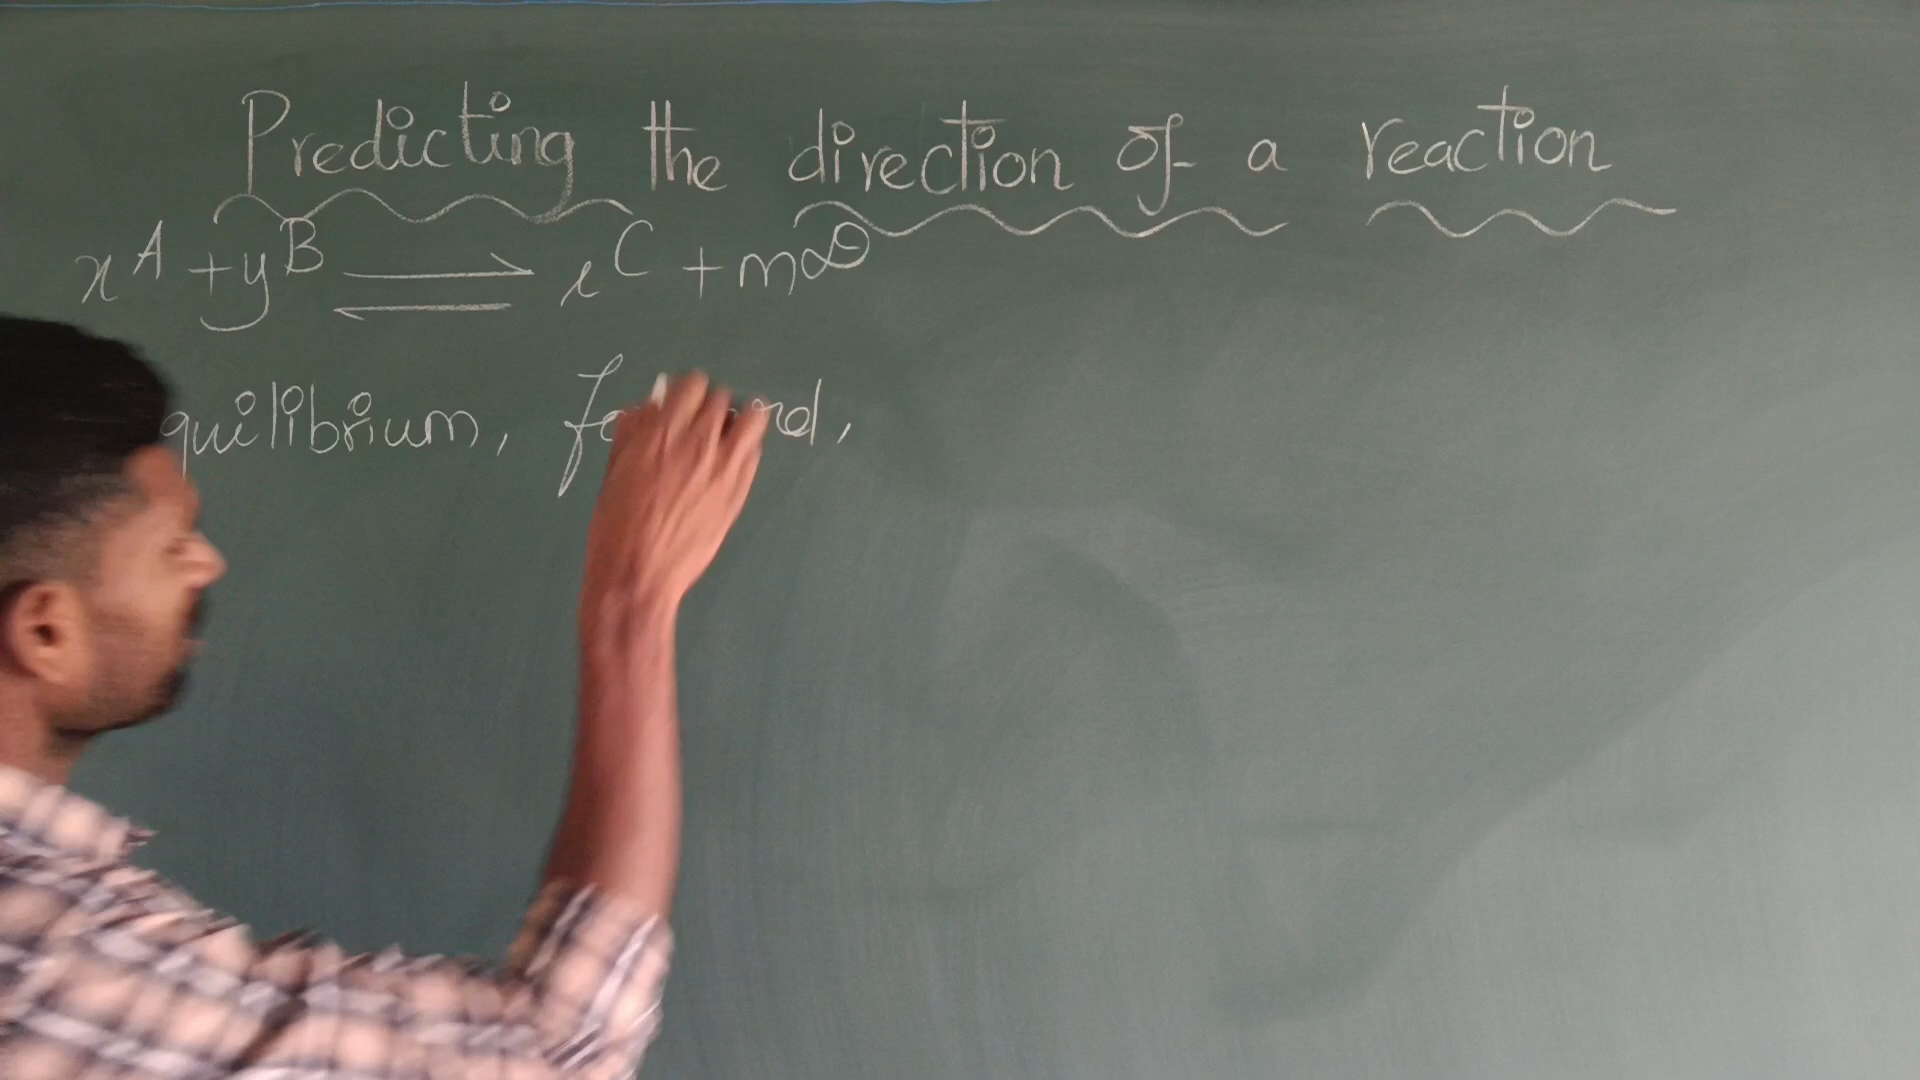 Predicting the direction of a reaction
xA + yB ⇌ lC + mD
quilibrium,